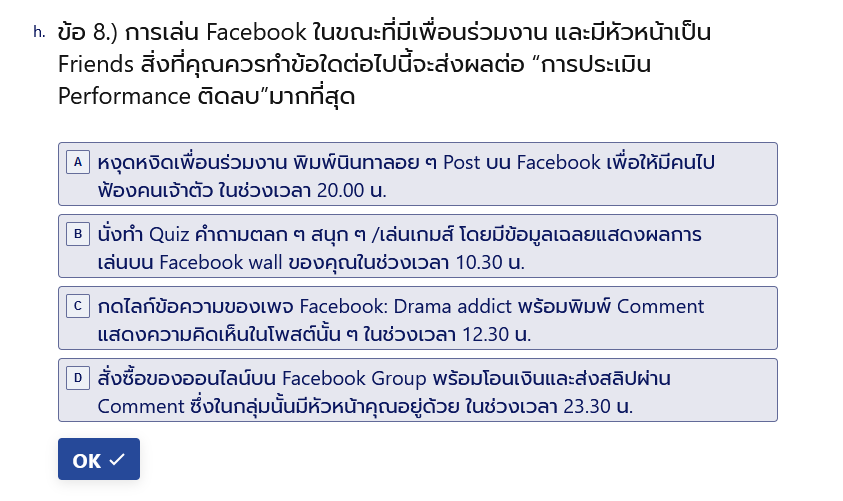 h. ข้อ 8.) การเล่น Facebook ในขณะที่มีเพื่อนร่วมงาน และมีหัวหน้าเป็น
Friends สิ่งที่คุณควรทำข้อใดต่อไปนี้จะส่งผลต่อ “การประเมิน
Performance ติดลบ”มากที่สุด
A หงุดหงิดเพื่อนร่วมงาน พิมพ์นินทาลอย ๆ Post บน Facebook เพื่อให้มีคนไป
ฟ้องคนเจ้าตัว ในช่วงเวลา 20.00 น.
B นั่งทำ Quiz คำถามตลก ๆ สนุก ๆ /เล่นเกมส์ โดยมีข้อมูลเฉลยแสดงผลการ
เล่นบน Facebook wall ของคุณในช่วงเวลา 10.30 น.
C กดไลก์ข้อความของเพจ Facebook: Drama addict พร้อมพิมพ์ Comment
แสดงความคิดเห็นในโพสต์นั้น ๆ ในช่วงเวลา 12.30 น.
D สั่งซื้อของออนไลน์บน Facebook Group พร้อมโอนเงินและส่งสลิปผ่าน
Comment ซึ่งในกลุ่มนั้นมีหัวหน้าคุณอยู่ด้วย ในช่วงเวลา 23.30 น.
OK ✓